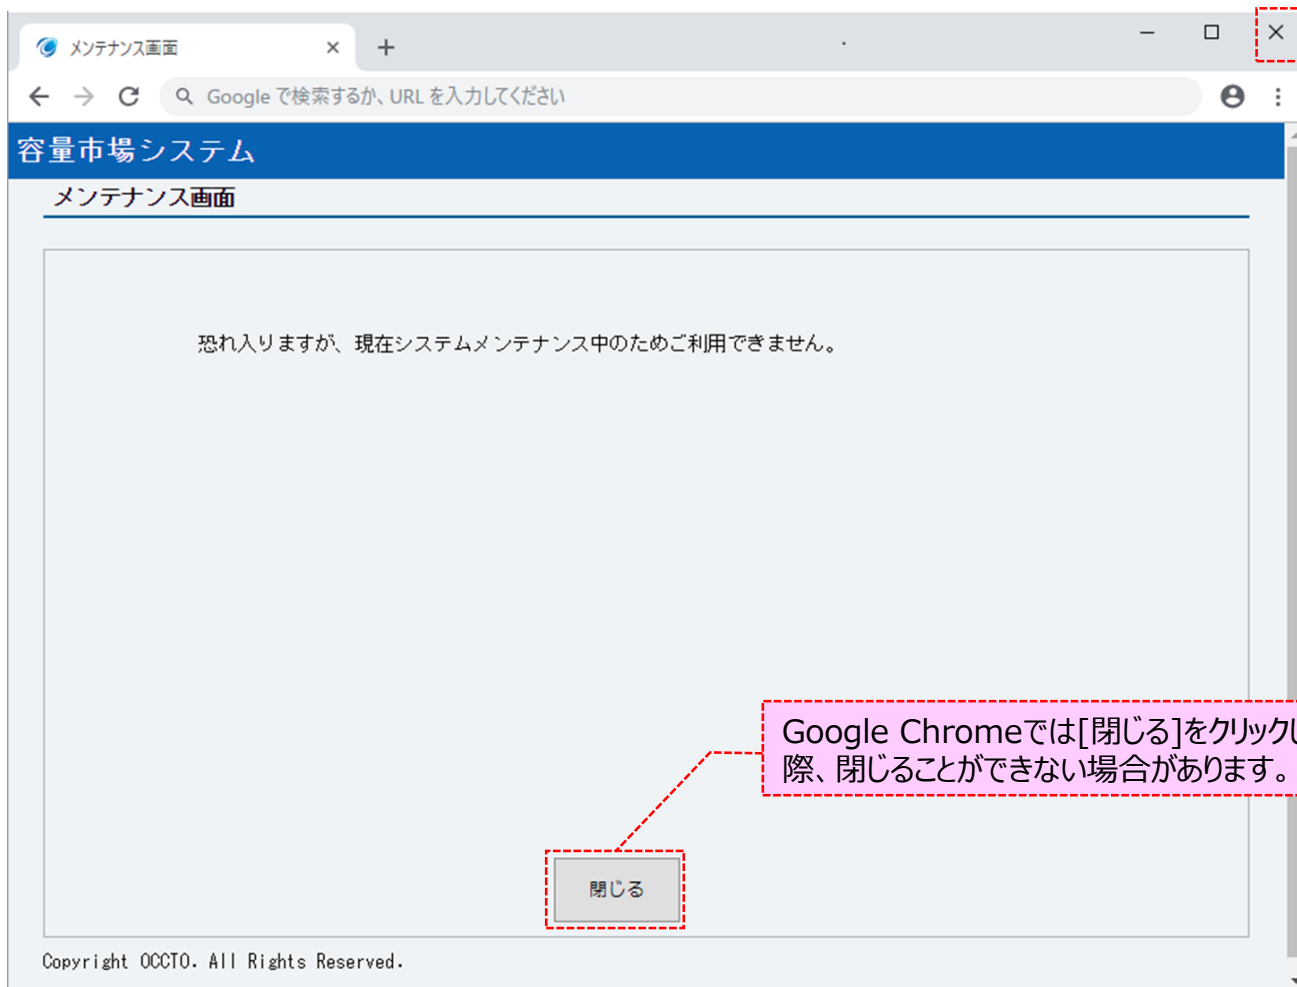 メンテナンス画面
Google で検索するか、URL を入力してください
容量市場システム
メンテナンス画面
恐れ入りますが、現在システムメンテナンス中のためご利用できません。
Google Chromeでは[閉じる]をクリックし
際、閉じることができない場合があります。
閉じる
Copyright OCCTO. All Rights Reserved.